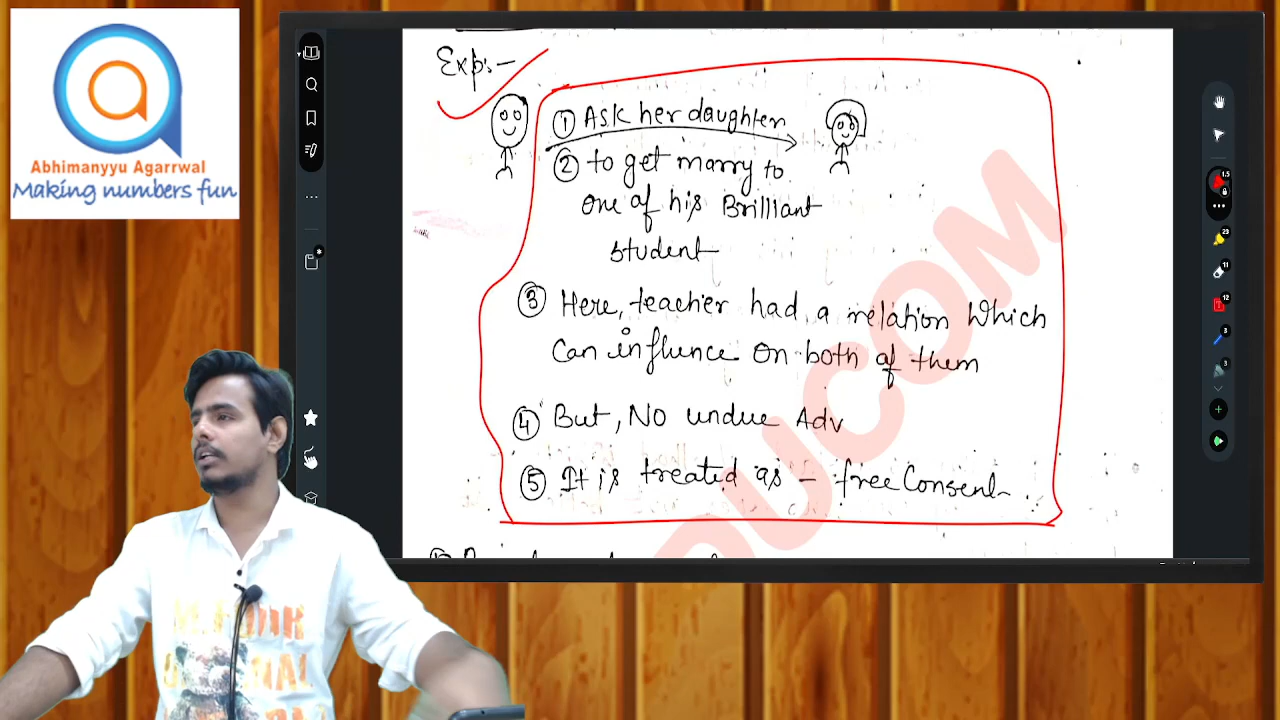 Abhimanyyu Agarrwal
Making numbers fun
Exp:-
① Ask her daughter
② to get marry to
one of his Brilliant
student
③ Here, teacher had a relation which
can influnce on both of them
④ But, No undue Adv
⑤ It is treated as - free Consent.
DUCOM